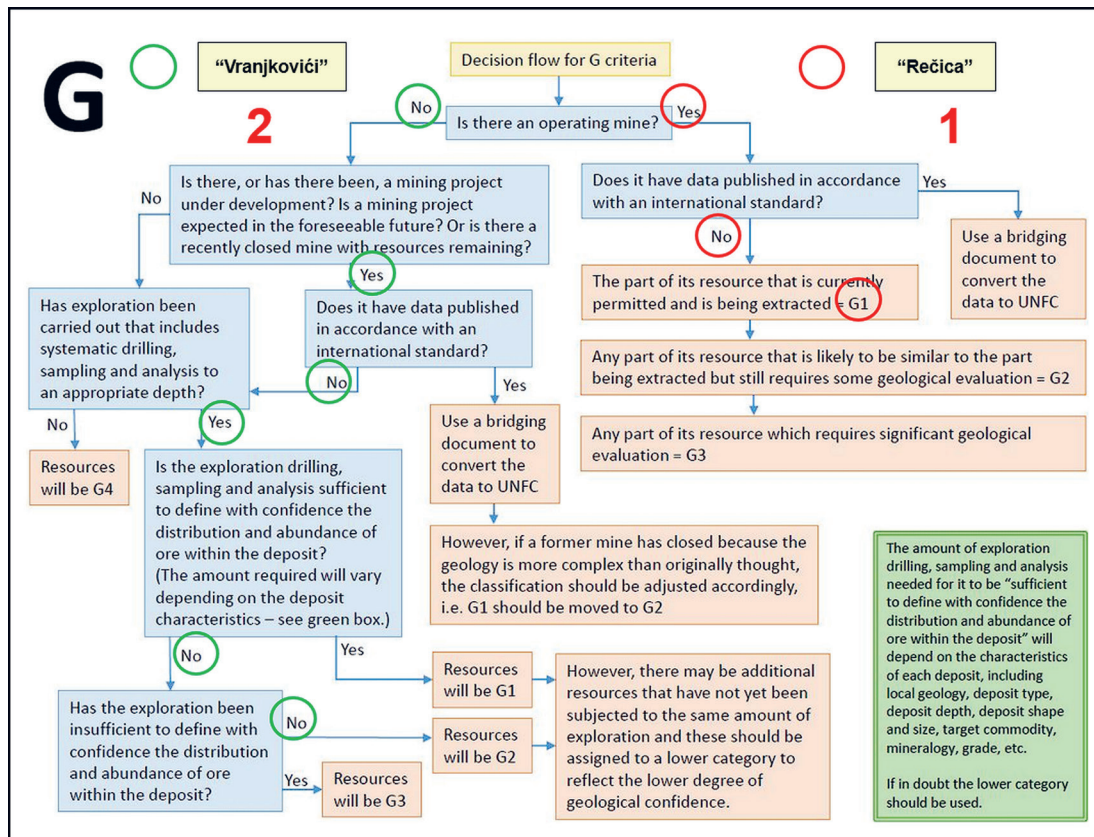 G
“Vranjkovići”
2
Decision flow for G criteria
“Rečica”
1
No
Yes
Is there an operating mine?
No
Is there, or has there been, a mining project
under development? Is a mining project
expected in the foreseeable future? Or is there a
recently closed mine with resources remaining?
Does it have data published in accordance
with an international standard?
Yes
No
Use a bridging
document to
convert the
data to UNFC
Yes
The part of its resource that is currently
permitted and is being extracted = G1
Has exploration been
carried out that includes
systematic drilling,
sampling and analysis to
an appropriate depth?
Does it have data published
in accordance with an
international standard?
Any part of its resource that is likely to be similar to the part
being extracted but still requires some geological evaluation = G2
No
Yes
No
Yes
Any part of its resource which requires significant geological
evaluation = G3
Resources
will be G4
Is the exploration drilling,
sampling and analysis sufficient
to define with confidence the
distribution and abundance of
ore within the deposit?
(The amount required will vary
depending on the deposit
characteristics – see green box.)
Use a bridging
document to
convert the
data to UNFC
However, if a former mine has closed because the
geology is more complex than originally thought,
the classification should be adjusted accordingly,
i.e. G1 should be moved to G2
The amount of exploration
drilling, sampling and analysis
needed for it to be “sufficient
to define with confidence the
distribution and abundance of
ore within the deposit” will
depend on the characteristics
of each deposit, including
local geology, deposit type,
deposit depth, deposit shape
and size, target commodity,
mineralogy, grade, etc.
If in doubt the lower category
should be used.
No
Yes
Resources
will be G1
However, there may be additional
resources that have not yet been
subjected to the same amount of
exploration and these should be
assigned to a lower category to
reflect the lower degree of
geological confidence.
Has the exploration been
insufficient to define with
confidence the distribution
and abundance of ore
within the deposit?
No
Resources
will be G2
Yes
Resources
will be G3